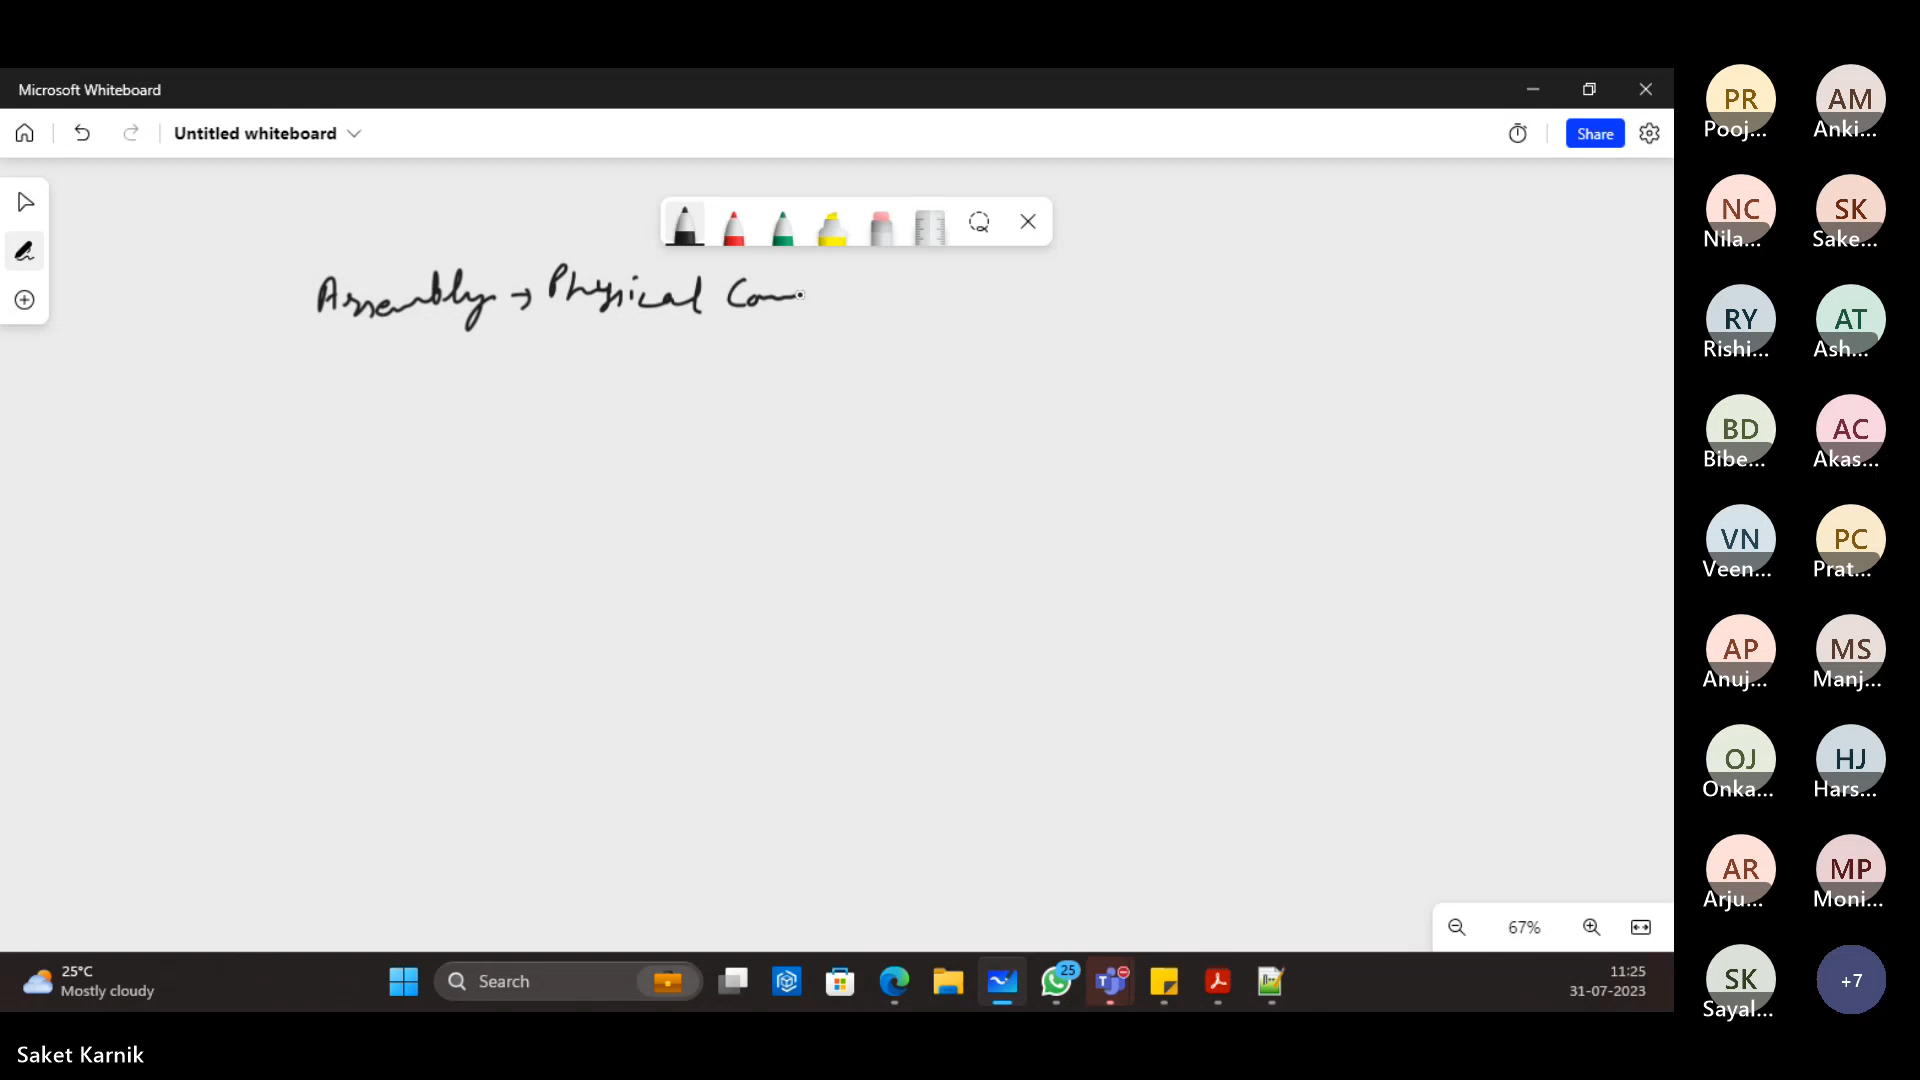 Microsoft Whiteboard
Untitled whiteboard
Share
Assembly → Physical Com
67%
25°C
Mostly cloudy
Search
25
11:25
31-07-2023
Saket Karnik
PR AM
Pooj... Anki...
NC SK
Nila... Sake...
RY AT
Rishi... Ash...
BD AC
Bibe... Akas...
VN PC
Veen... Prat...
AP MS
Anuj... Manj...
OJ HJ
Onka... Hars...
AR MP
Arju... Moni...
SK +7
Sayal...